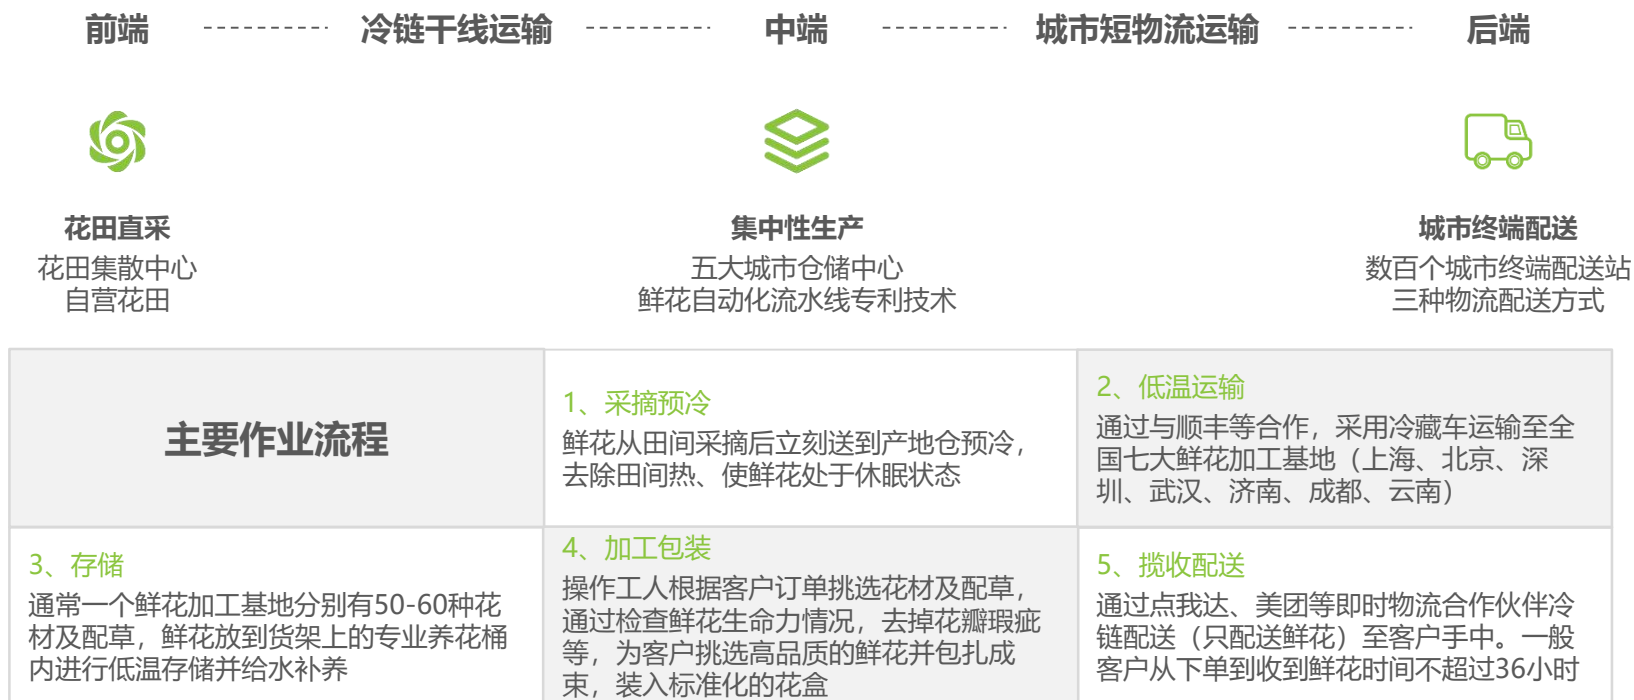 前端
冷链干线运输
中端
城市短物流运输
后端
花田直采
花田集散中心
自营花田
集中性生产
五大城市仓储中心
鲜花自动化流水线专利技术
城市终端配送
数百个城市终端配送站
三种物流配送方式
主要作业流程
1、采摘预冷
鲜花从田间采摘后立刻送到产地仓预冷，
去除田间热、使鲜花处于休眠状态
2、低温运输
通过与顺丰等合作，采用冷藏车运输至全
国七大鲜花加工基地（上海、北京、深
圳、武汉、济南、成都、云南）
3、存储
通常一个鲜花加工基地分别有50-60种花
材及配草，鲜花放到货架上的专业养花桶
内进行低温存储并给水补养
4、加工包装
操作工人根据客户订单挑选花材及配草，
通过检查鲜花生命力情况，去掉花瓣瑕疵
等，为客户挑选高品质的鲜花并包扎成
束，装入标准化的花盒
5、揽收配送
通过点我达、美团等即时物流合作伙伴冷
链配送（只配送鲜花）至客户手中。一般
客户从下单到收到鲜花时间不超过36小时